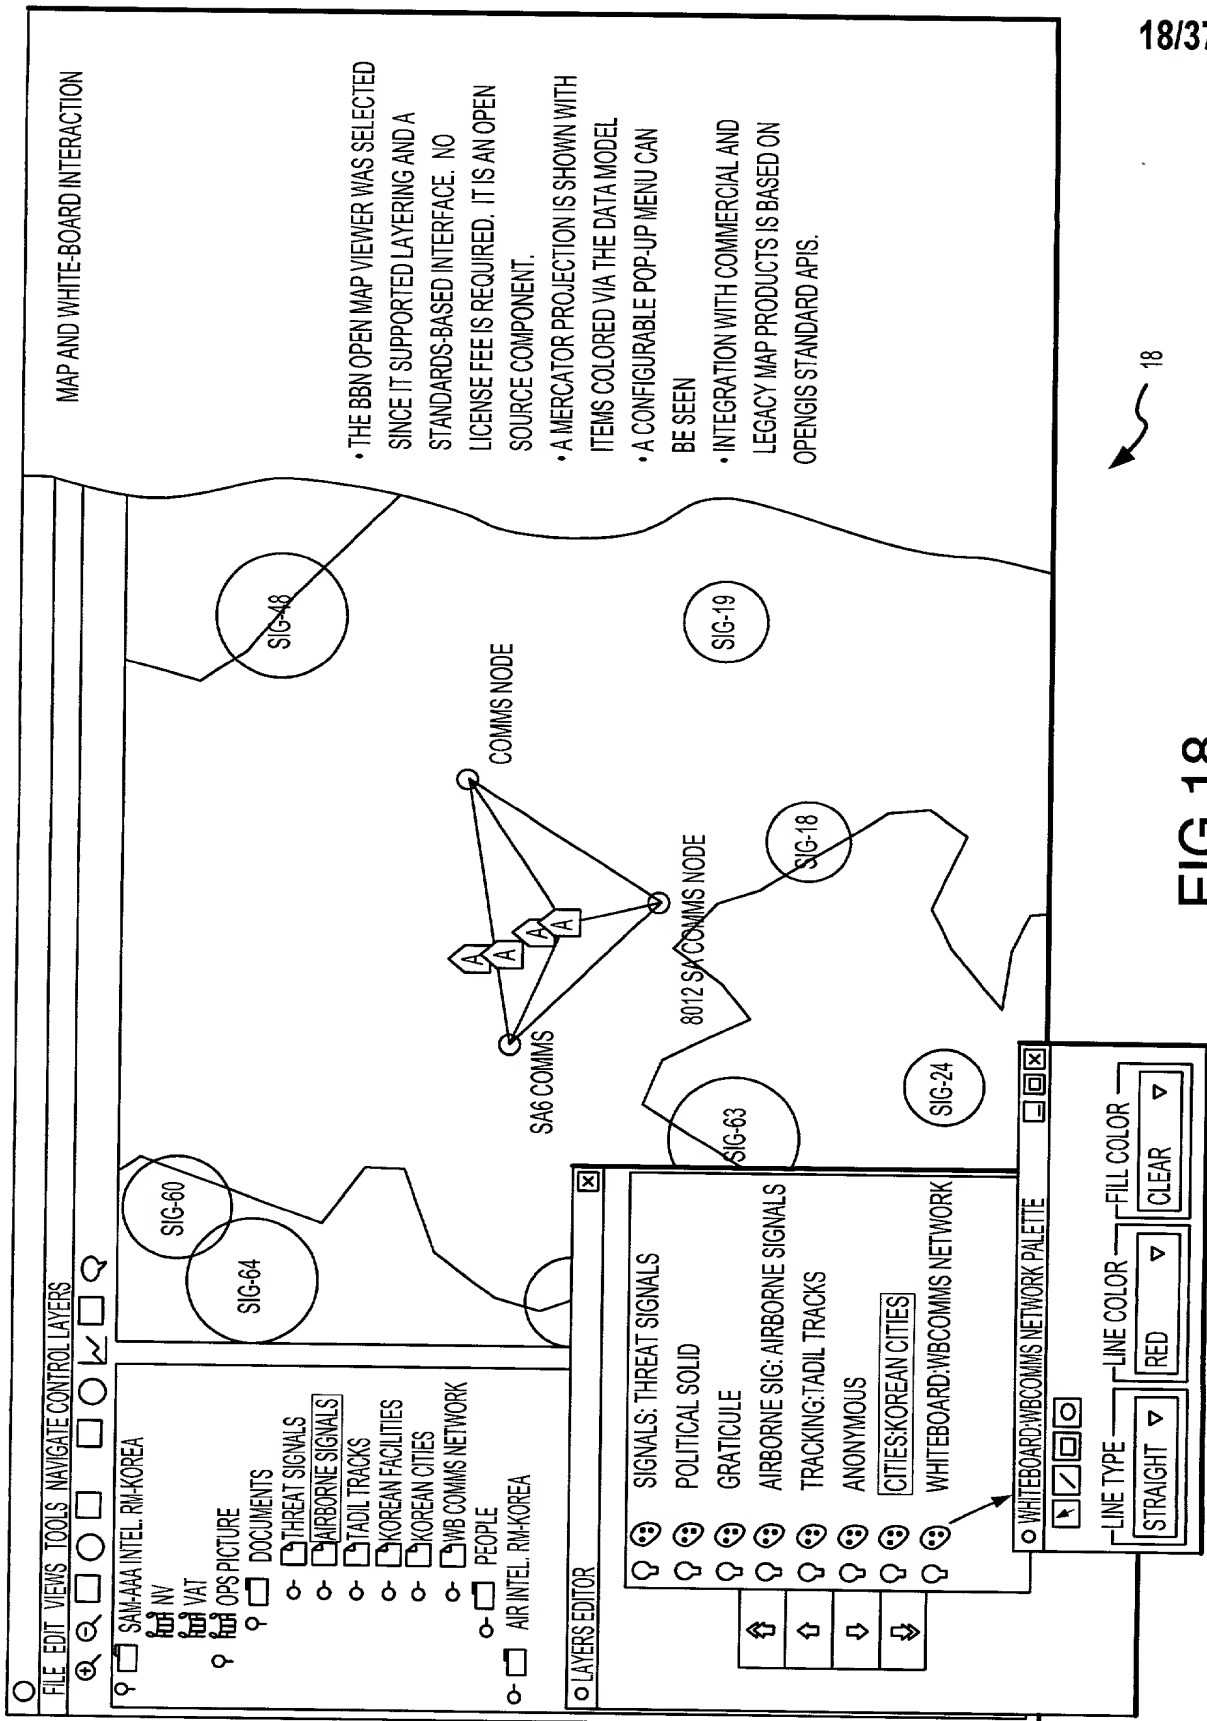 18/37
MAP AND WHITE-BOARD INTERACTION
FILE EDIT VIEWS TOOLS NAVIGATE CONTROL LAYERS
SAM-AAA INTEL. RM-KOREA
NV
VAT
OPS PICTURE
DOCUMENTS
THREAT SIGNALS
AIRBORNE SIGNALS
TADIL TRACKS
KOREAN FACILITIES
KOREAN CITIES
WB COMMS NETWORK
PEOPLE
AIR INTEL. RM-KOREA
SIG-60
SIG-64
SIG-48
COMMS NODE
A
A
A
A
SA6 COMMS
8012 SA COMMS NODE
SIG-19
SIG-18
SIG-63
SIG-24
• THE BBN OPEN MAP VIEWER WAS SELECTED
SINCE IT SUPPORTED LAYERING AND A
STANDARDS-BASED INTERFACE. NO
LICENSE FEE IS REQUIRED. IT IS AN OPEN
SOURCE COMPONENT.
• A MERCATOR PROJECTION IS SHOWN WITH
ITEMS COLORED VIA THE DATA MODEL
• A CONFIGURABLE POP-UP MENU CAN
BE SEEN
• INTEGRATION WITH COMMERCIAL AND
LEGACY MAP PRODUCTS IS BASED ON
OPENGIS STANDARD APIS.
LAYERS EDITOR
SIGNALS: THREAT SIGNALS
POLITICAL SOLID
GRATICULE
AIRBORNE SIG: AIRBORNE SIGNALS
TRACKING:TADIL TRACKS
ANONYMOUS
CITIES:KOREAN CITIES
WHITEBOARD:WBCOMMS NETWORK
WHITEBOARD:WBCOMMS NETWORK PALETTE
LINE TYPE
LINE COLOR
FILL COLOR
STRAIGHT
RED
CLEAR
18
FIG. 18